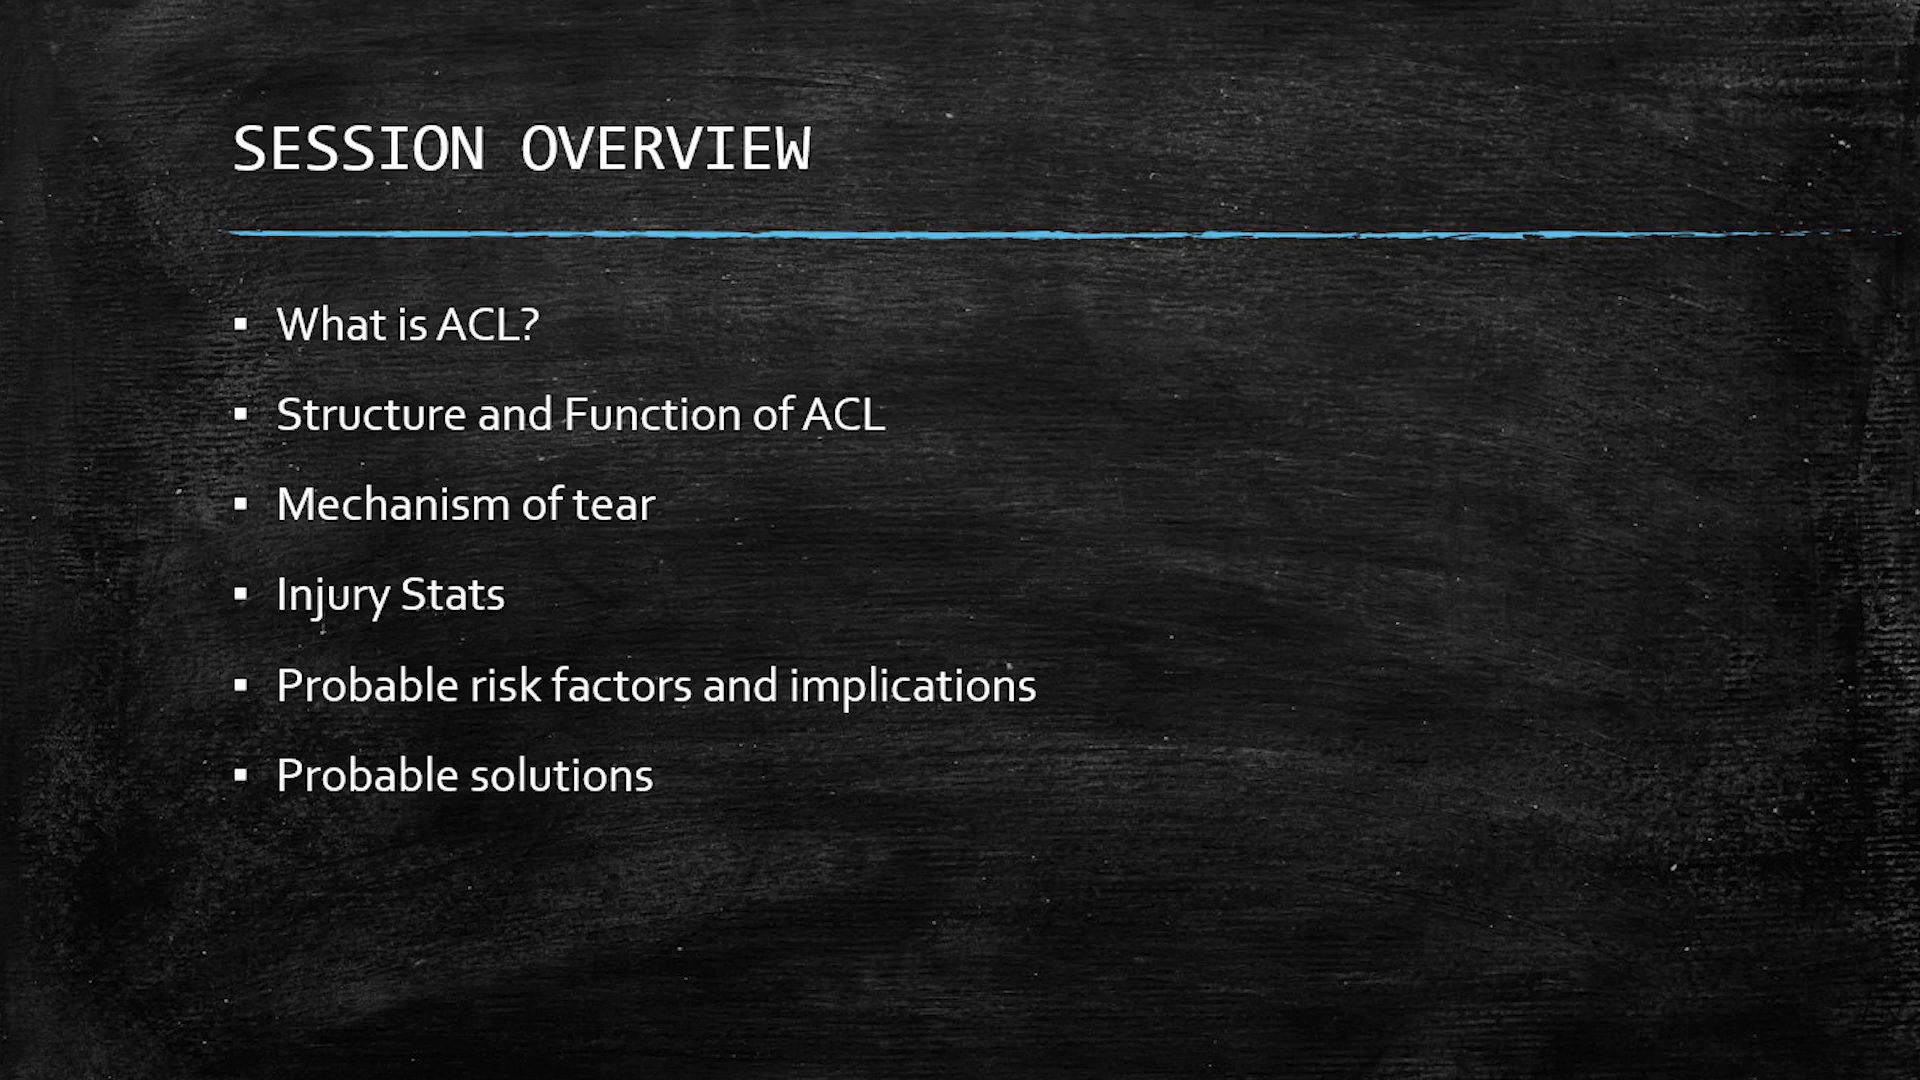 SESSION OVERVIEW
▪ What is ACL?
▪ Structure and Function of ACL
▪ Mechanism of tear
▪ Injury Stats
▪ Probable risk factors and implications
▪ Probable solutions